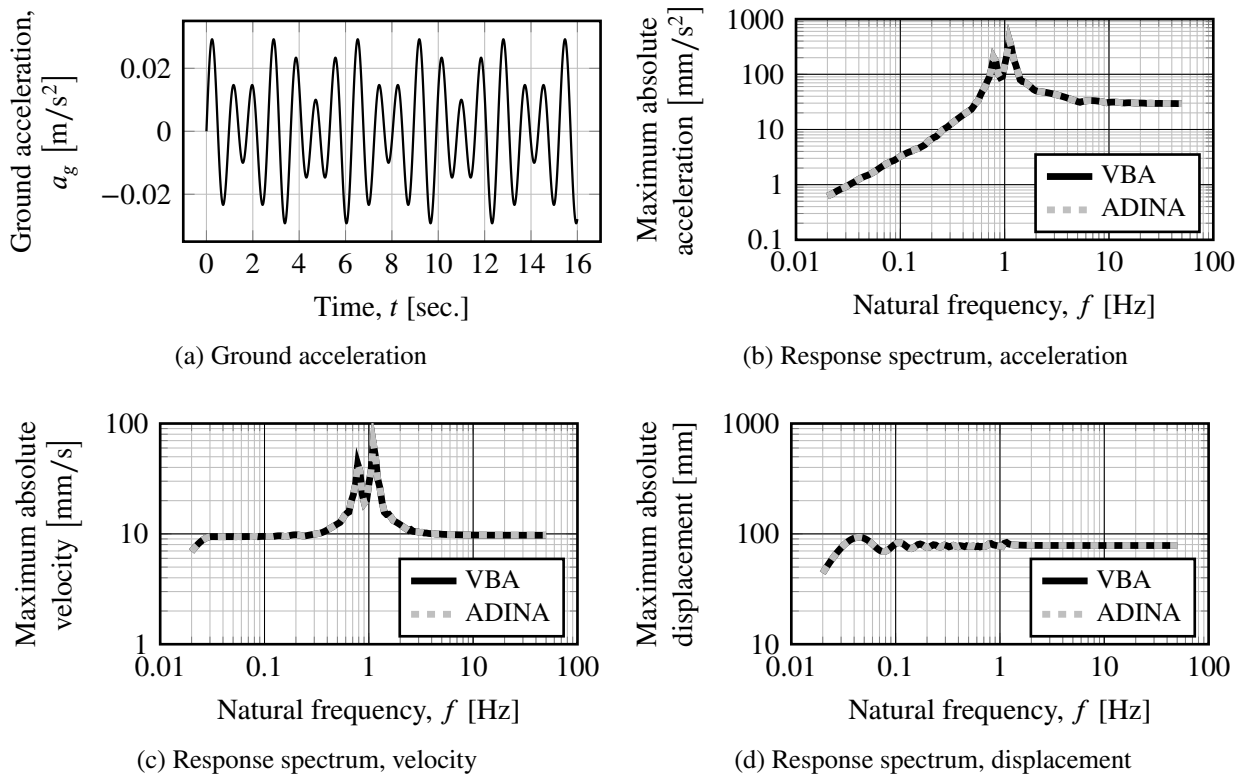 Ground acceleration,
a_g [m/s²]
0.02
0
−0.02
0 2 4 6 8 10 12 14 16
Time, t [sec.]
(a) Ground acceleration
Maximum absolute
acceleration [mm/s²]
1000
100
10
1
0.1
VBA
ADINA
0.01 0.1 1 10 100
Natural frequency, f [Hz]
(b) Response spectrum, acceleration
Maximum absolute
velocity [mm/s]
100
10
1
VBA
ADINA
0.01 0.1 1 10 100
Natural frequency, f [Hz]
(c) Response spectrum, velocity
Maximum absolute
displacement [mm]
1000
100
10
VBA
ADINA
0.01 0.1 1 10 100
Natural frequency, f [Hz]
(d) Response spectrum, displacement